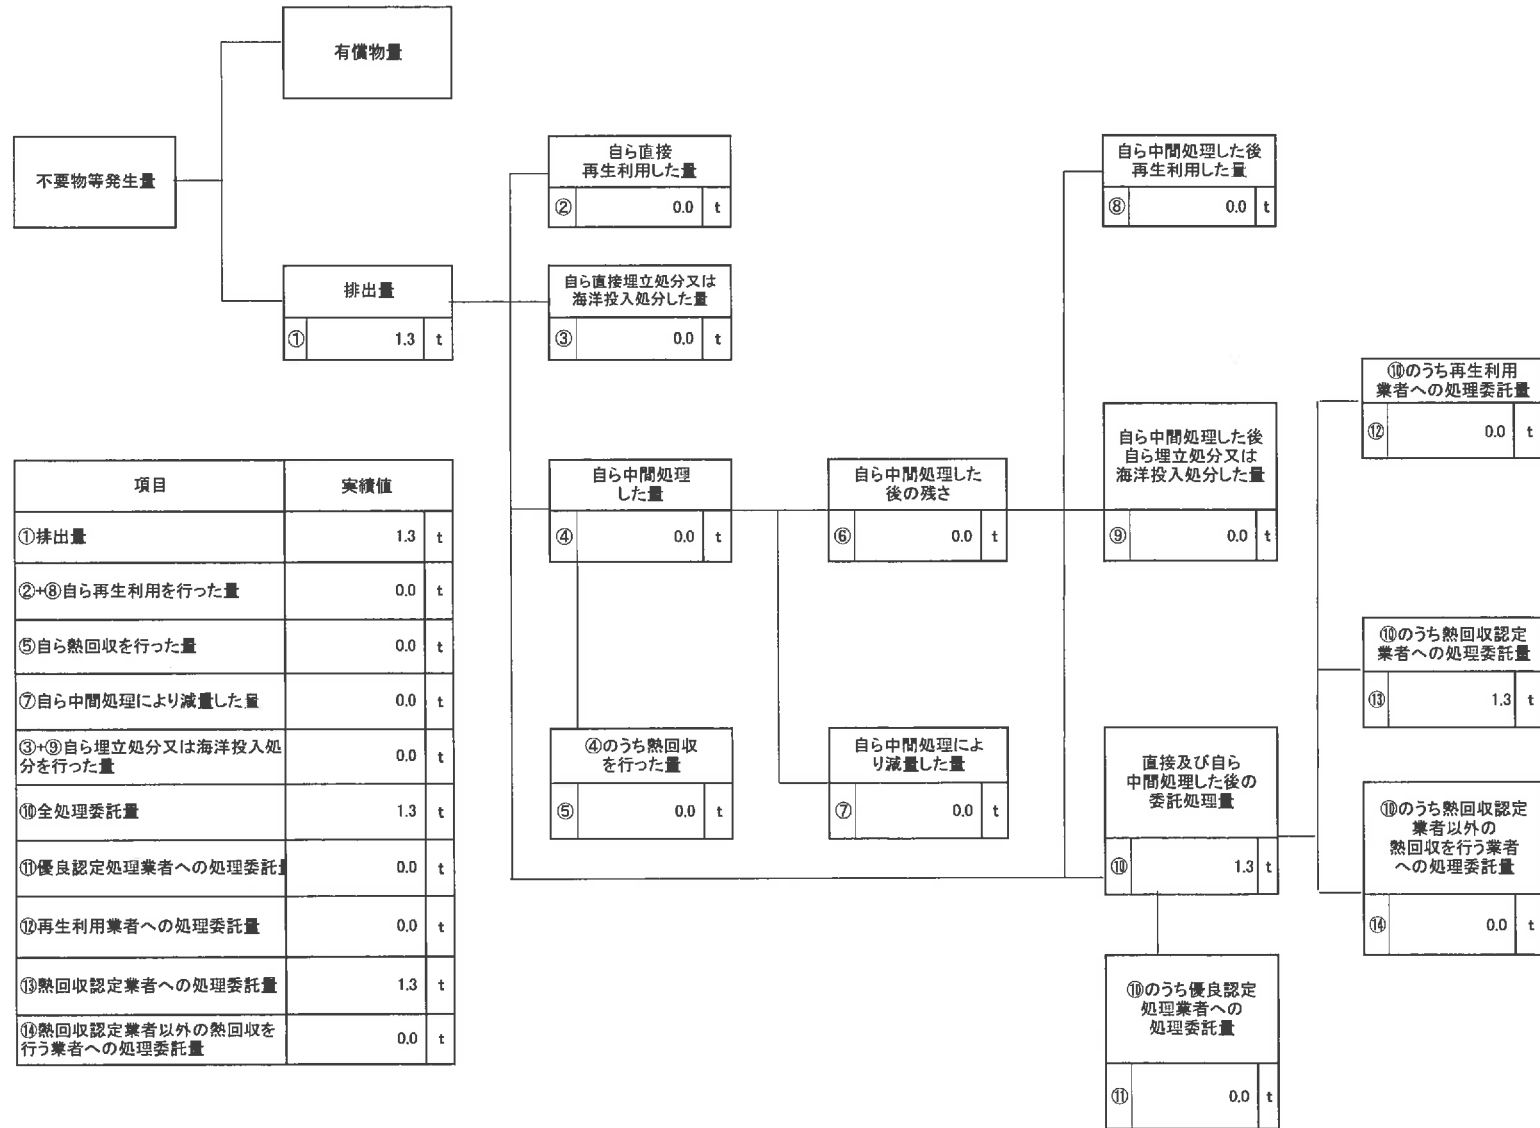 有償物量
不要物等発生量
排出量
① 1.3 t
自ら直接
再生利用した量
② 0.0 t
自ら直接埋立処分又は
海洋投入処分した量
③ 0.0 t
自ら中間処理
した量
④ 0.0 t
④のうち熱回収
を行った量
⑤ 0.0 t
自ら中間処理した
後の残さ
⑥ 0.0 t
自ら中間処理によ
り減量した量
⑦ 0.0 t
自ら中間処理した後
再生利用した量
⑧ 0.0 t
自ら中間処理した後
自ら埋立処分又は
海洋投入処分した量
⑨ 0.0 t
直接及び自ら
中間処理した後の
委託処理量
⑩ 1.3 t
⑩のうち優良認定
処理業者への
処理委託量
⑪ 0.0 t
⑩のうち再生利用
業者への処理委託量
⑫ 0.0 t
⑩のうち熱回収認定
業者への処理委託量
⑬ 1.3 t
⑩のうち熱回収認定
業者以外の
熱回収を行う業者
への処理委託量
⑭ 0.0 t
項目 実績値
①排出量 1.3 t
②+⑧自ら再生利用を行った量 0.0 t
⑤自ら熱回収を行った量 0.0 t
⑦自ら中間処理により減量した量 0.0 t
③+⑨自ら埋立処分又は海洋投入処
分を行った量 0.0 t
⑩全処理委託量 1.3 t
⑪優良認定処理業者への処理委託量 0.0 t
⑫再生利用業者への処理委託量 0.0 t
⑬熱回収認定業者への処理委託量 1.3 t
⑭熱回収認定業者以外の熱回収を
行う業者への処理委託量 0.0 t